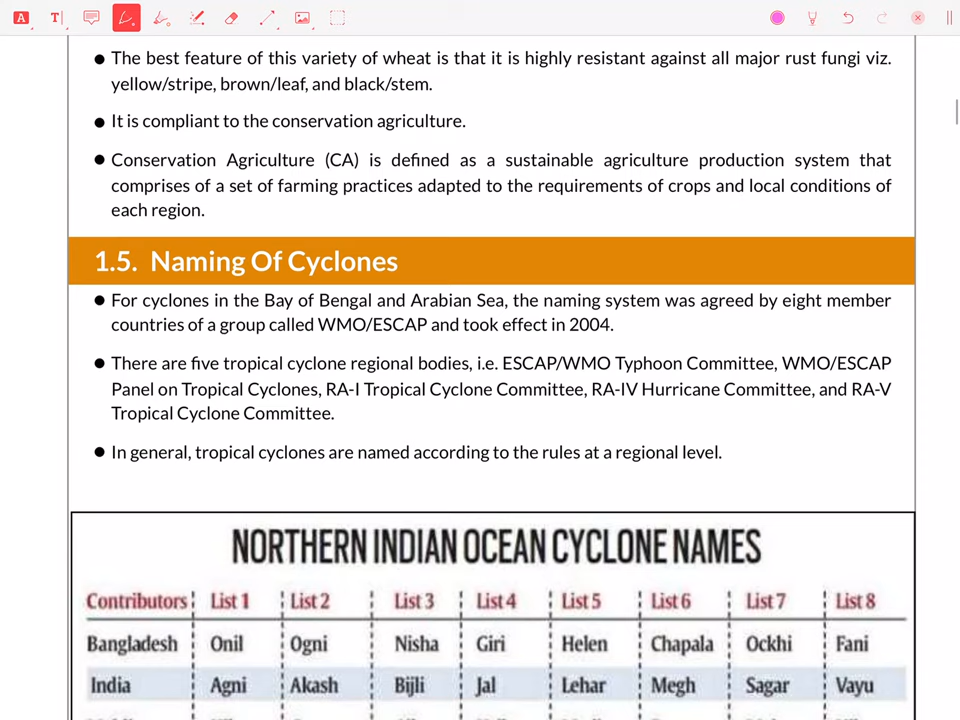 ● The best feature of this variety of wheat is that it is highly resistant against all major rust fungi viz.
yellow/stripe, brown/leaf, and black/stem.
● It is compliant to the conservation agriculture.
● Conservation Agriculture (CA) is defined as a sustainable agriculture production system that
comprises of a set of farming practices adapted to the requirements of crops and local conditions of
each region.
1.5. Naming Of Cyclones
● For cyclones in the Bay of Bengal and Arabian Sea, the naming system was agreed by eight member
countries of a group called WMO/ESCAP and took effect in 2004.
● There are five tropical cyclone regional bodies, i.e. ESCAP/WMO Typhoon Committee, WMO/ESCAP
Panel on Tropical Cyclones, RA-I Tropical Cyclone Committee, RA-IV Hurricane Committee, and RA-V
Tropical Cyclone Committee.
● In general, tropical cyclones are named according to the rules at a regional level.
NORTHERN INDIAN OCEAN CYCLONE NAMES
Contributors List 1 List 2 List 3 List 4 List 5 List 6 List 7 List 8
Bangladesh Onil Ogni Nisha Giri Helen Chapala Ockhi Fani
India Agni Akash Bijli Jal Lehar Megh Sagar Vayu